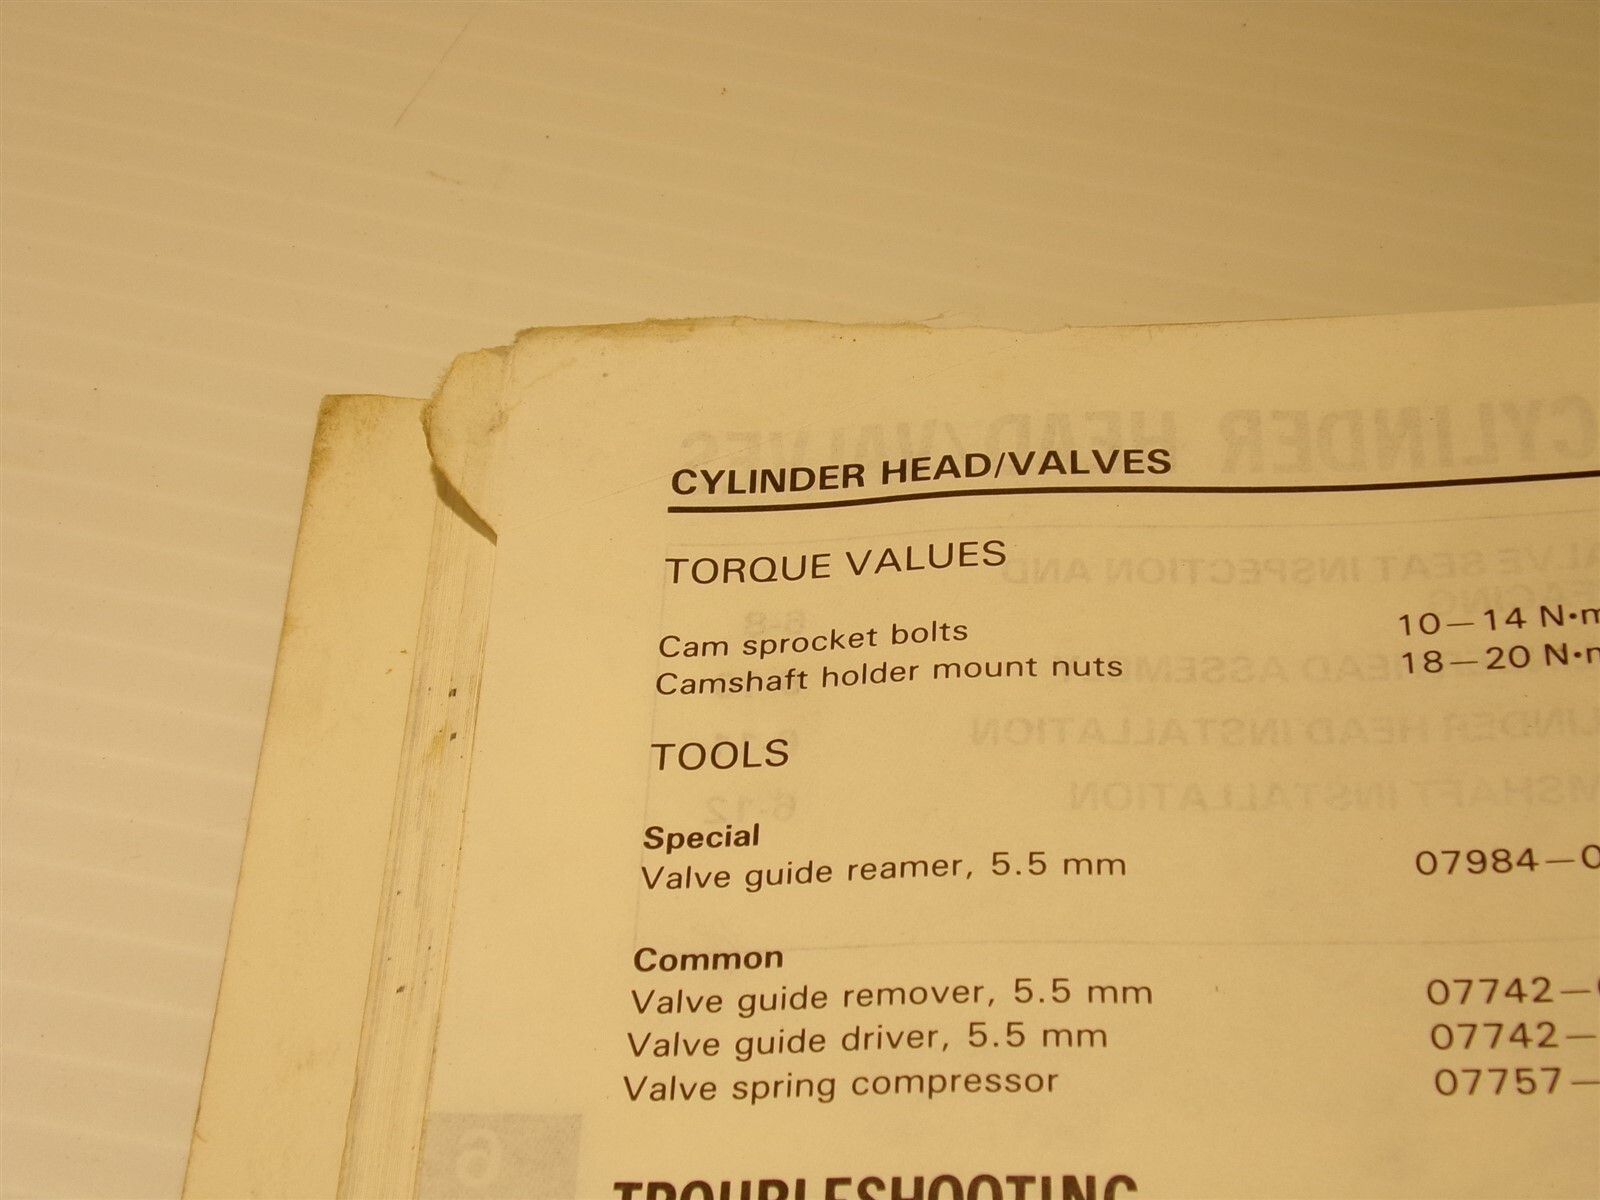 CYLINDER HEAD/VALVES
TORQUE VALUES
Cam sprocket bolts 10—14 N•m
Camshaft holder mount nuts 18—20 N•m
TOOLS
Special
Valve guide reamer, 5.5 mm 07984—0
Common
Valve guide remover, 5.5 mm 07742—
Valve guide driver, 5.5 mm 07742—
Valve spring compressor 07757—
TROUBLESHOOTING